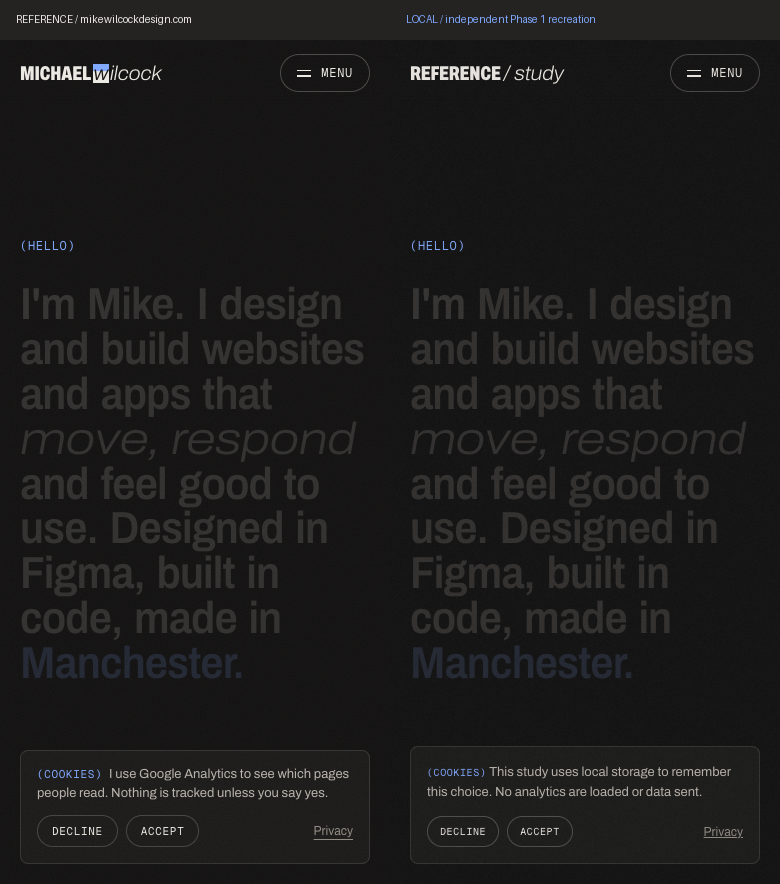 REFERENCE / mikewilcockdesign.com
MICHAEL wilcock
MENU
(HELLO)
I'm Mike. I design
and build websites
and apps that
move, respond
and feel good to
use. Designed in
Figma, built in
code, made in
Manchester.
(COOKIES) I use Google Analytics to see which pages
people read. Nothing is tracked unless you say yes.
DECLINE
ACCEPT
Privacy
LOCAL / independent Phase 1 recreation
REFERENCE / study
MENU
(HELLO)
I'm Mike. I design
and build websites
and apps that
move, respond
and feel good to
use. Designed in
Figma, built in
code, made in
Manchester.
(COOKIES) This study uses local storage to remember
this choice. No analytics are loaded or data sent.
DECLINE
ACCEPT
Privacy